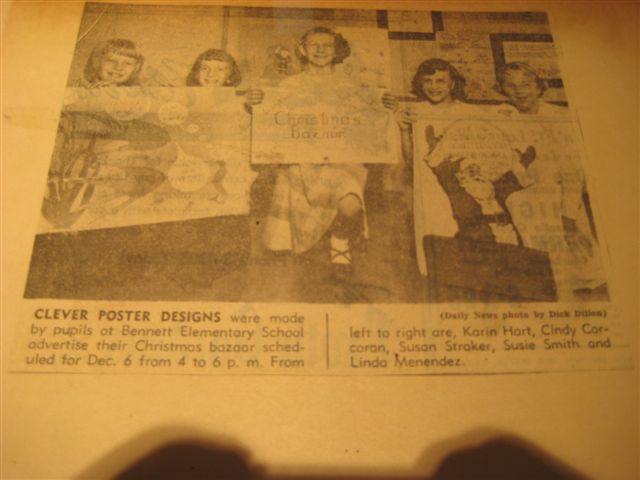 Christmas
Bazaar
(Daily News photo by Dick Dillon)
CLEVER POSTER DESIGNS were made
by pupils at Bennett Elementary School
advertise their Christmas bazaar sched-
uled for Dec. 6 from 4 to 6 p. m. From
left to right are, Karin Hart, Cindy Cor-
coran, Susan Straker, Susie Smith and
Linda Menendez.